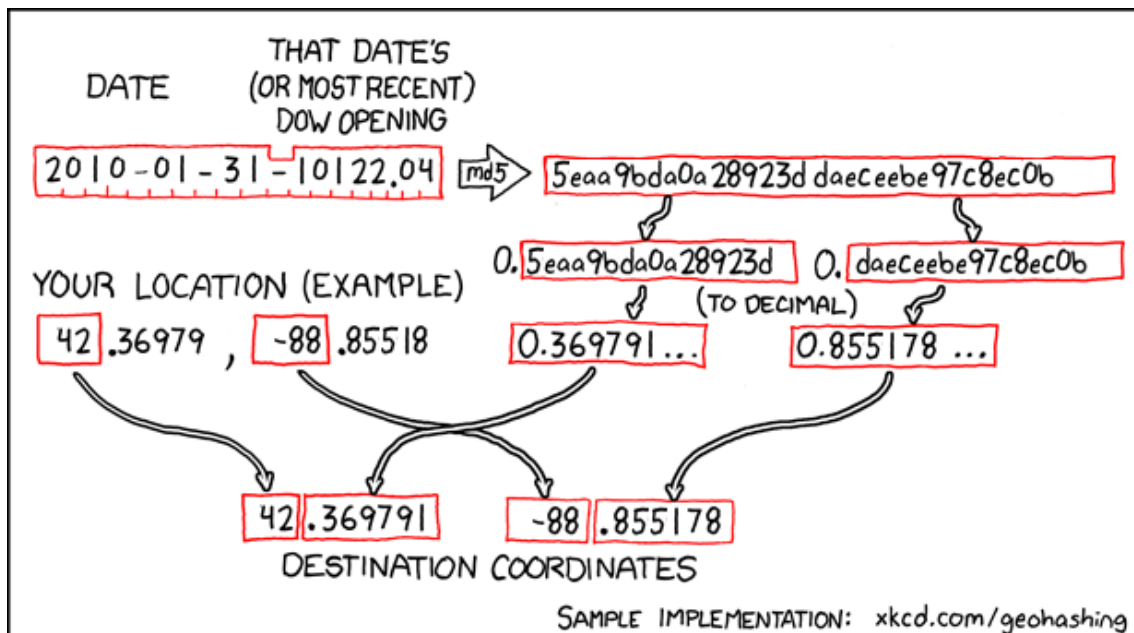 THAT DATE'S
DATE (OR MOST RECENT)
DOW OPENING
2010-01-31-10122.04 md5 5eaa9bda0a28923ddaeceebe97c8ec0b
0.5eaa9bda0a28923d 0.daeceebe97c8ec0b
YOUR LOCATION (EXAMPLE) (TO DECIMAL)
42.36979, -88.85518 0.369791... 0.855178...
42.369791 -88.855178
DESTINATION COORDINATES
SAMPLE IMPLEMENTATION: xkcd.com/geohashing